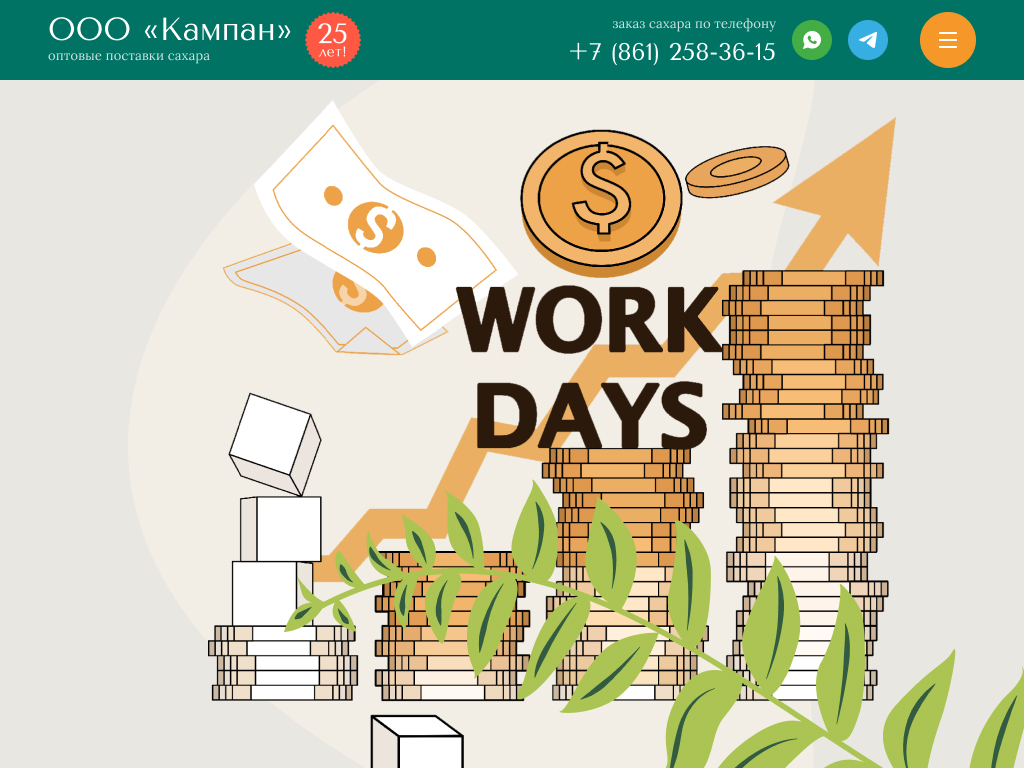 ООО «Кампан»
оптовые поставки сахара
25
лет!
заказ сахара по телефону
+7 (861) 258-36-15
$
$
$
WORK
DAYS